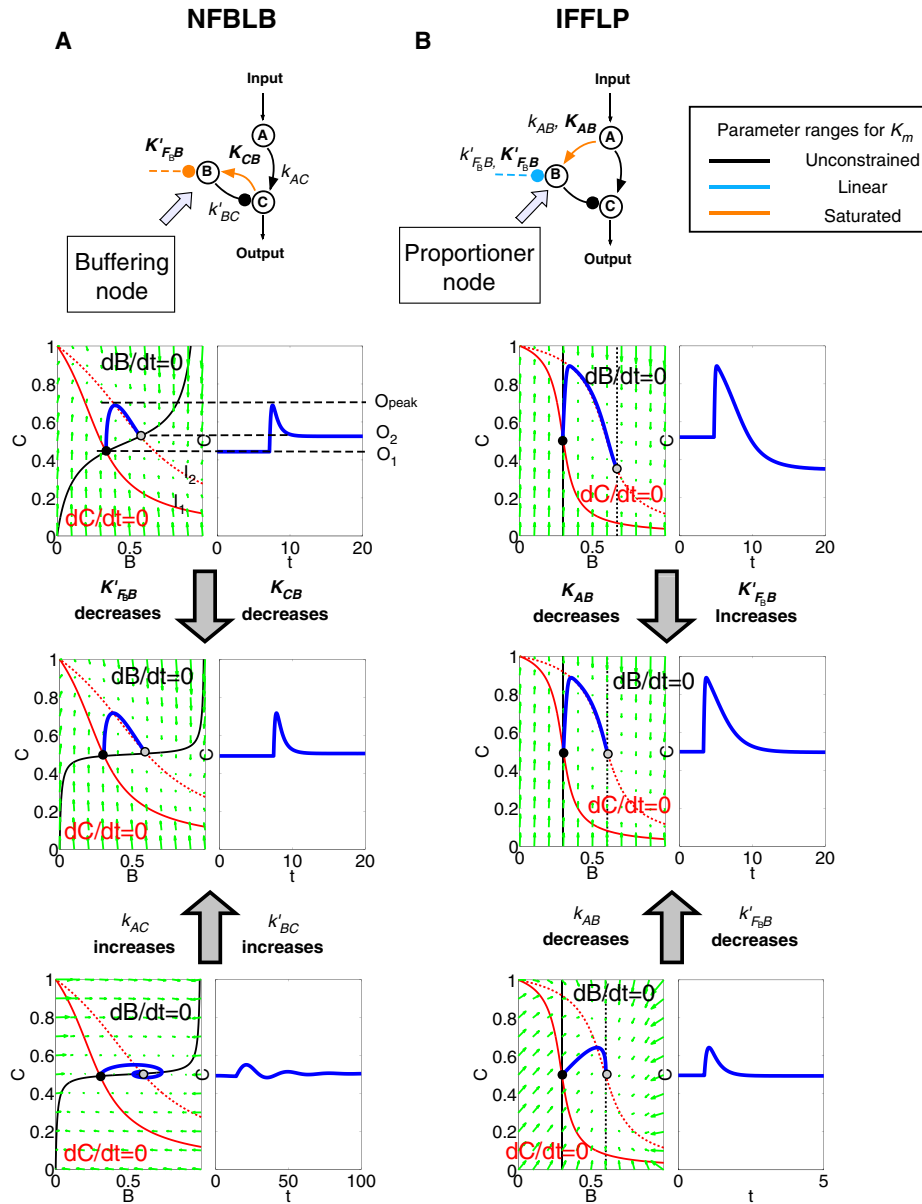 NFBLB
IFFLP
A
B
Input
A
K'FBB
KCB
kAC
B
k'BC
C
Output
Buffering
node
Input
kAB, KAB
A
k'FBB, K'FBB
B
C
Output
Proportioner
node
Parameter ranges for Km
Unconstrained
Linear
Saturated
1
0.8
0.6
0.4
0.2
0
C
dB/dt=0
dC/dt=0
I2
I1
0
0.5
B
C
Opeak
O2
O1
0
10
20
t
1
0.8
0.6
0.4
0.2
0
C
dB/dt=0
dC/dt=0
0
0.5
B
C
0
10
20
t
K'FBB
decreases
KCB
decreases
KAB
decreases
K'FBB
Increases
1
0.8
0.6
0.4
0.2
0
C
dB/dt=0
dC/dt=0
0
0.5
B
C
0
10
20
t
1
0.8
0.6
0.4
0.2
0
C
dB/dt=0
dC/dt=0
0
0.5
B
C
0
10
20
t
kAC
increases
k'BC
increases
kAB
decreases
k'FBB
decreases
1
0.8
0.6
0.4
0.2
0
C
dB/dt=0
dC/dt=0
0
0.5
B
C
0
50
100
t
1
0.8
0.6
0.4
0.2
0
C
dB/dt=0
dC/dt=0
0
0.5
B
C
0
5
t